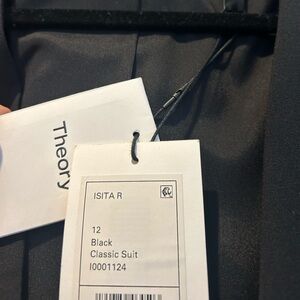 Theory
ISITA R
12
Black
Classic Suit
I0001124